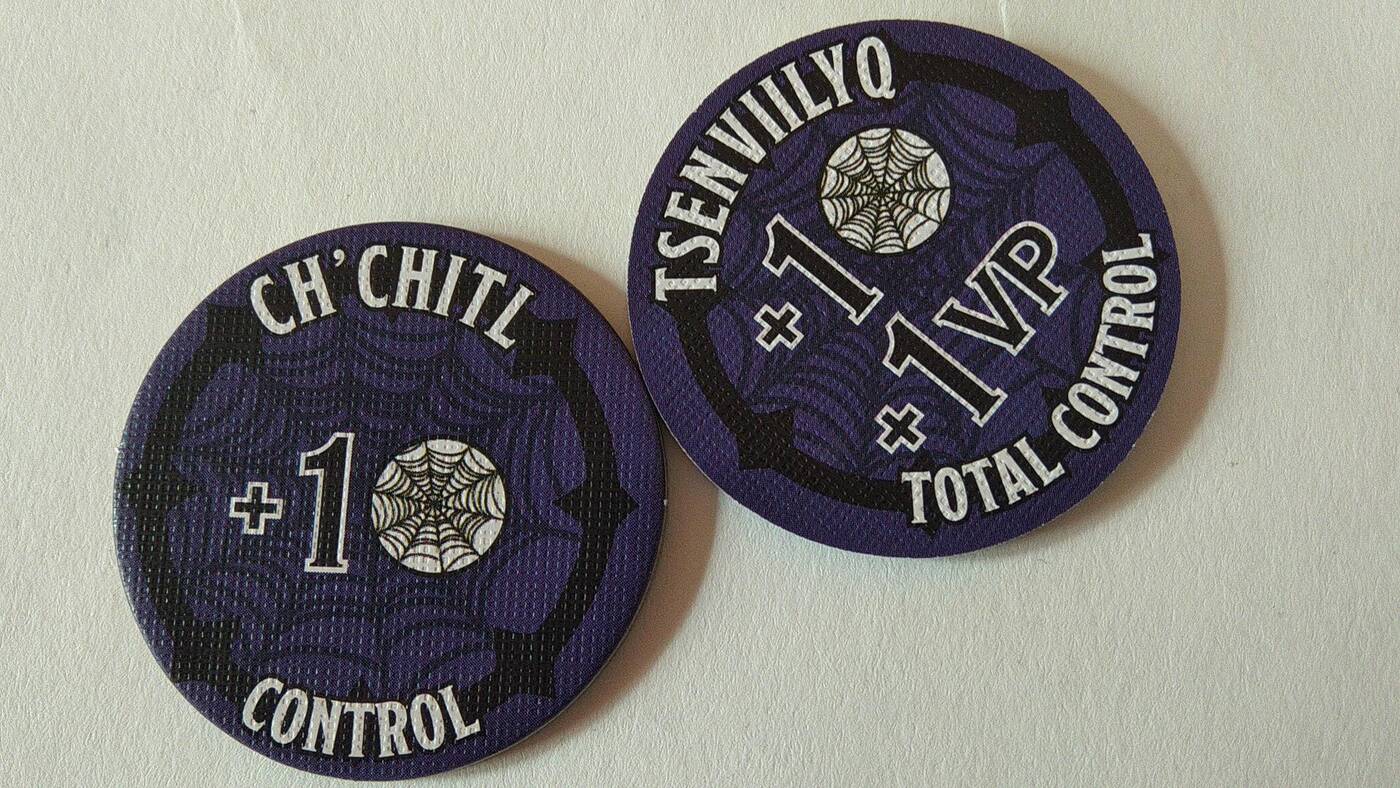 CH'CHITL
+1
CONTROL
TSENVIILYQ
+1
+1VP
TOTAL CONTROL